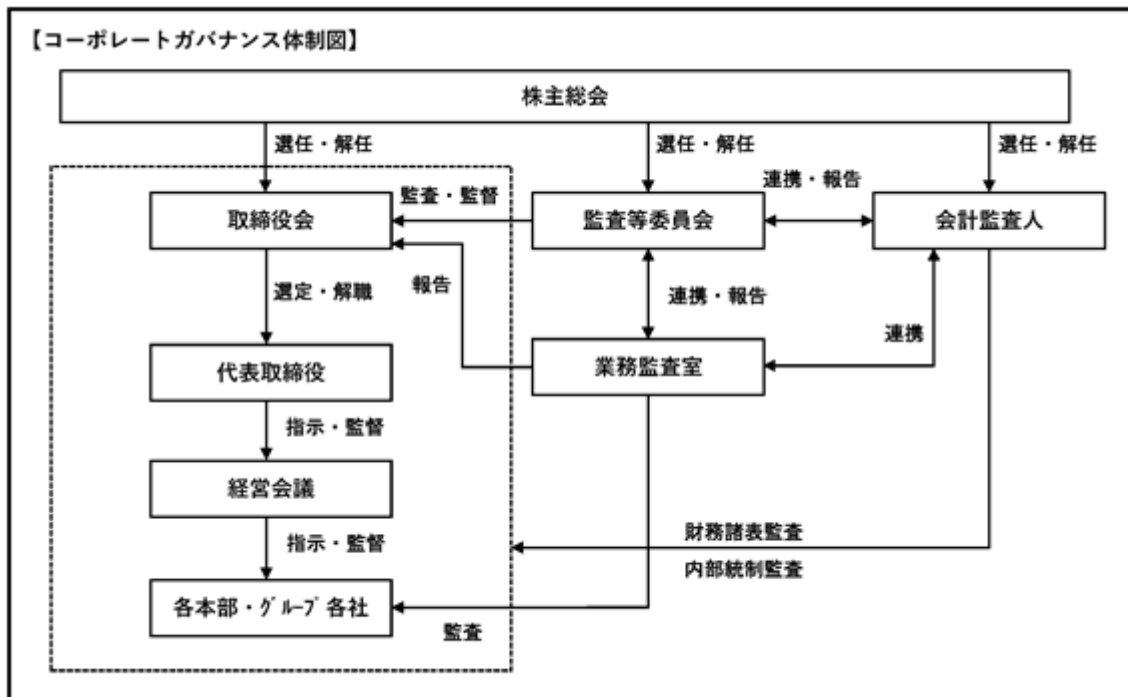 【コーポレートガバナンス体制図】
株主総会
選任・解任
選任・解任
選任・解任
連携・報告
監査・監督
取締役会
監査等委員会
会計監査人
選定・解職
報告
連携・報告
連携
代表取締役
業務監査室
指示・監督
経営会議
指示・監督
財務諸表監査
内部統制監査
各本部・グループ各社
監査